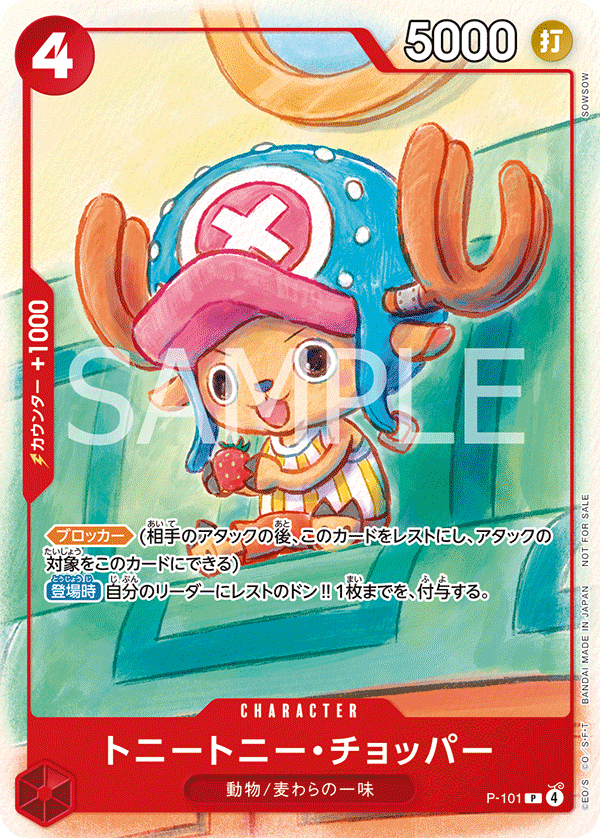 4
5000
打
SOWSOW
カウンター +1000
SAMPLE
ブロッカー (相手のアタックの後、このカードをレストにし、アタックの
対象をこのカードにできる)
登場時 自分のリーダーにレストのドン!!1枚までを、付与する。
CHARACTER
トニートニー・チョッパー
動物/麦わらの一味
P-101 P 4
©E.O/S ©O./S・F・T BANDAI MADE IN JAPAN NOT FOR SALE